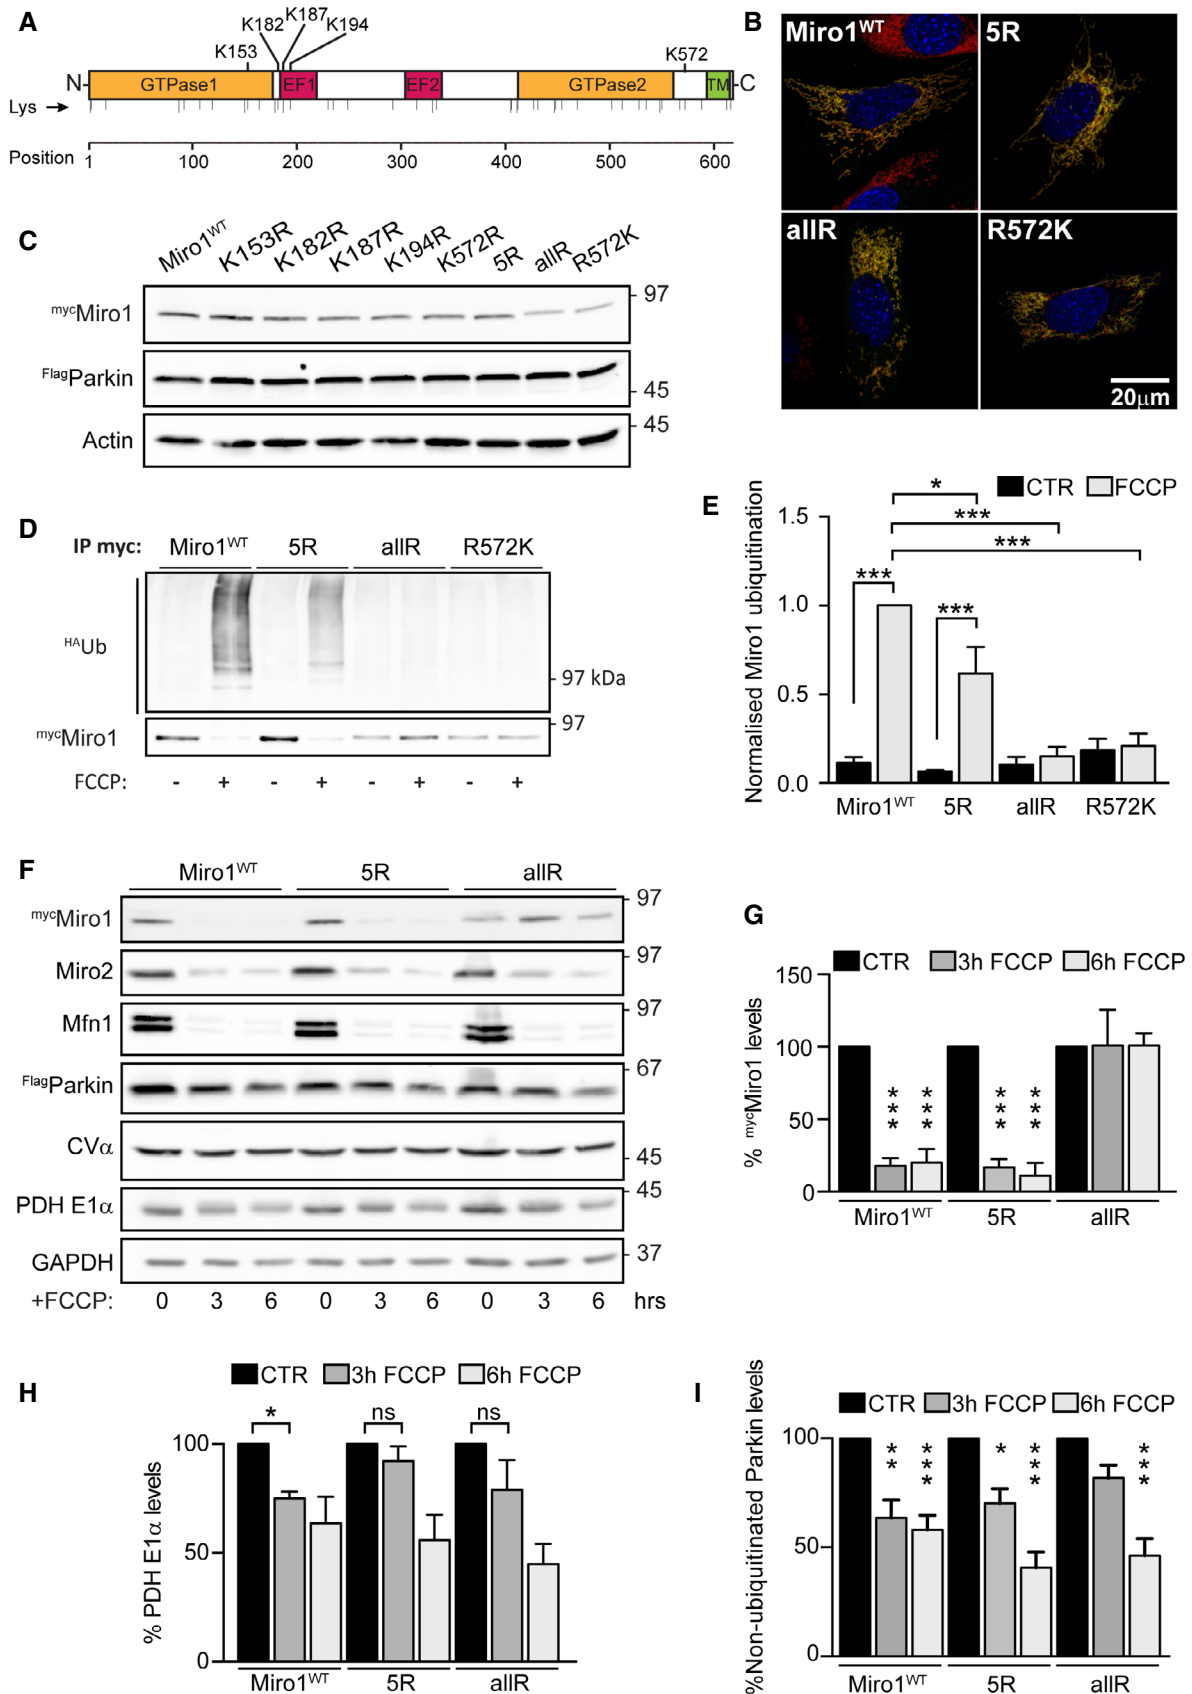 A
K153 K182 K187 K194 K572
N GTPase1 EF1 EF2 GTPase2 TM C
Lys
Position 1 100 200 300 400 500 600
B
Miro1WT 5R
allR R572K
20μm
C
Miro1WT K153R K182R K187R K194R K572R 5R allR R572K
mycMiro1 97
FlagParkin 45
Actin 45
D
IP myc: Miro1WT 5R allR R572K
HAUb 97 kDa
mycMiro1 97
FCCP: - + - + - + - +
E
CTR FCCP
Normalised Miro1 ubiquitination
* *** *** *** ***
1.5
1.0
0.5
0.0
Miro1WT 5R allR R572K
F
Miro1WT 5R allR
mycMiro1 97
Miro2 97
Mfn1 97
FlagParkin 67
CVα 45
PDH E1α 45
GAPDH 37
+FCCP: 0 3 6 0 3 6 0 3 6 hrs
G
CTR 3h FCCP 6h FCCP
% mycMiro1 levels
150
100
50
0
*** *** *** ***
Miro1WT 5R allR
H
CTR 3h FCCP 6h FCCP
% PDH E1α levels
* ns ns
100
50
0
Miro1WT 5R allR
I
CTR 3h FCCP 6h FCCP
%Non-ubiquitinated Parkin levels
** *** * *** ***
100
50
0
Miro1WT 5R allR